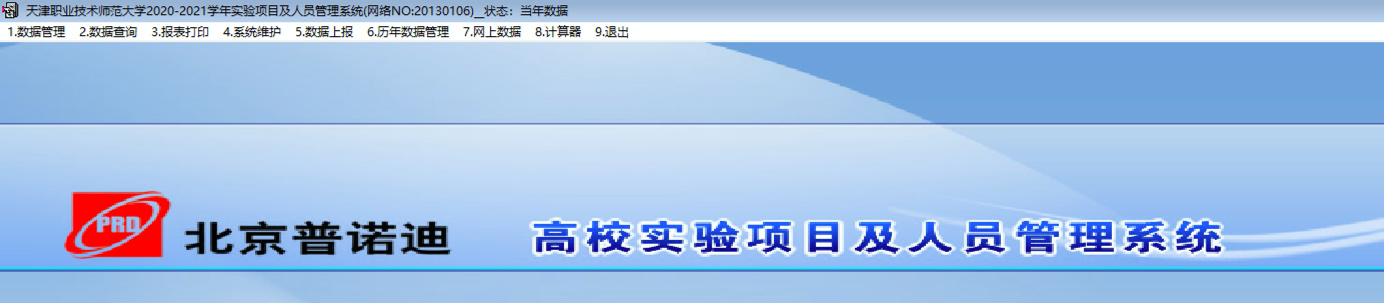 天津职业技术师范大学2020-2021学年实验项目及人员管理系统(网络NO:20130106)__状态：当年数据
1.数据管理 2.数据查询 3.报表打印 4.系统维护 5.数据上报 6.历年数据管理 7.网上数据 8.计算器 9.退出
PRD 北京普诺迪 高校实验项目及人员管理系统